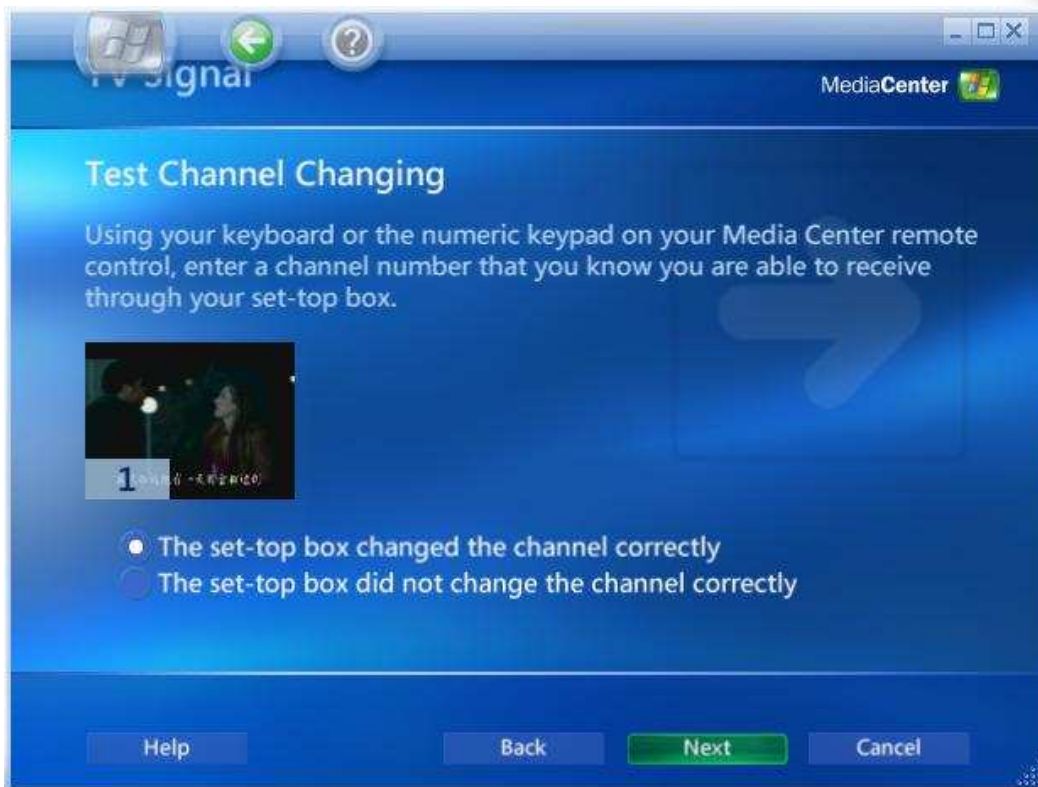 TV Signal
MediaCenter
Test Channel Changing
Using your keyboard or the numeric keypad on your Media Center remote
control, enter a channel number that you know you are able to receive
through your set-top box.
1
The set-top box changed the channel correctly
The set-top box did not change the channel correctly
Help
Back
Next
Cancel